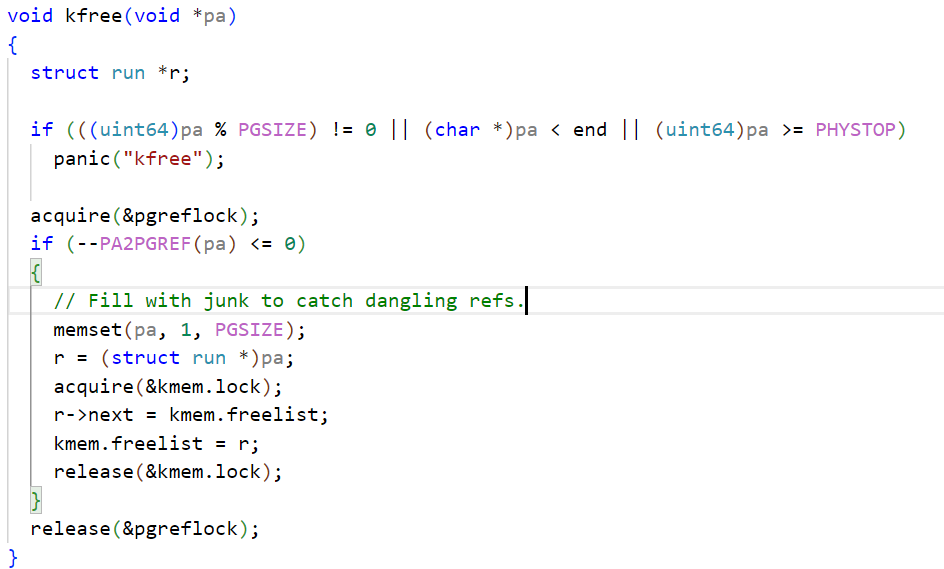 void kfree(void *pa)
{
  struct run *r;

  if (((uint64)pa % PGSIZE) != 0 || (char *)pa < end || (uint64)pa >= PHYSTOP)
    panic("kfree");

  acquire(&pgreflock);
  if (--PA2PGREF(pa) <= 0)
  {
    // Fill with junk to catch dangling refs.
    memset(pa, 1, PGSIZE);
    r = (struct run *)pa;
    acquire(&kmem.lock);
    r->next = kmem.freelist;
    kmem.freelist = r;
    release(&kmem.lock);
  }
  release(&pgreflock);
}